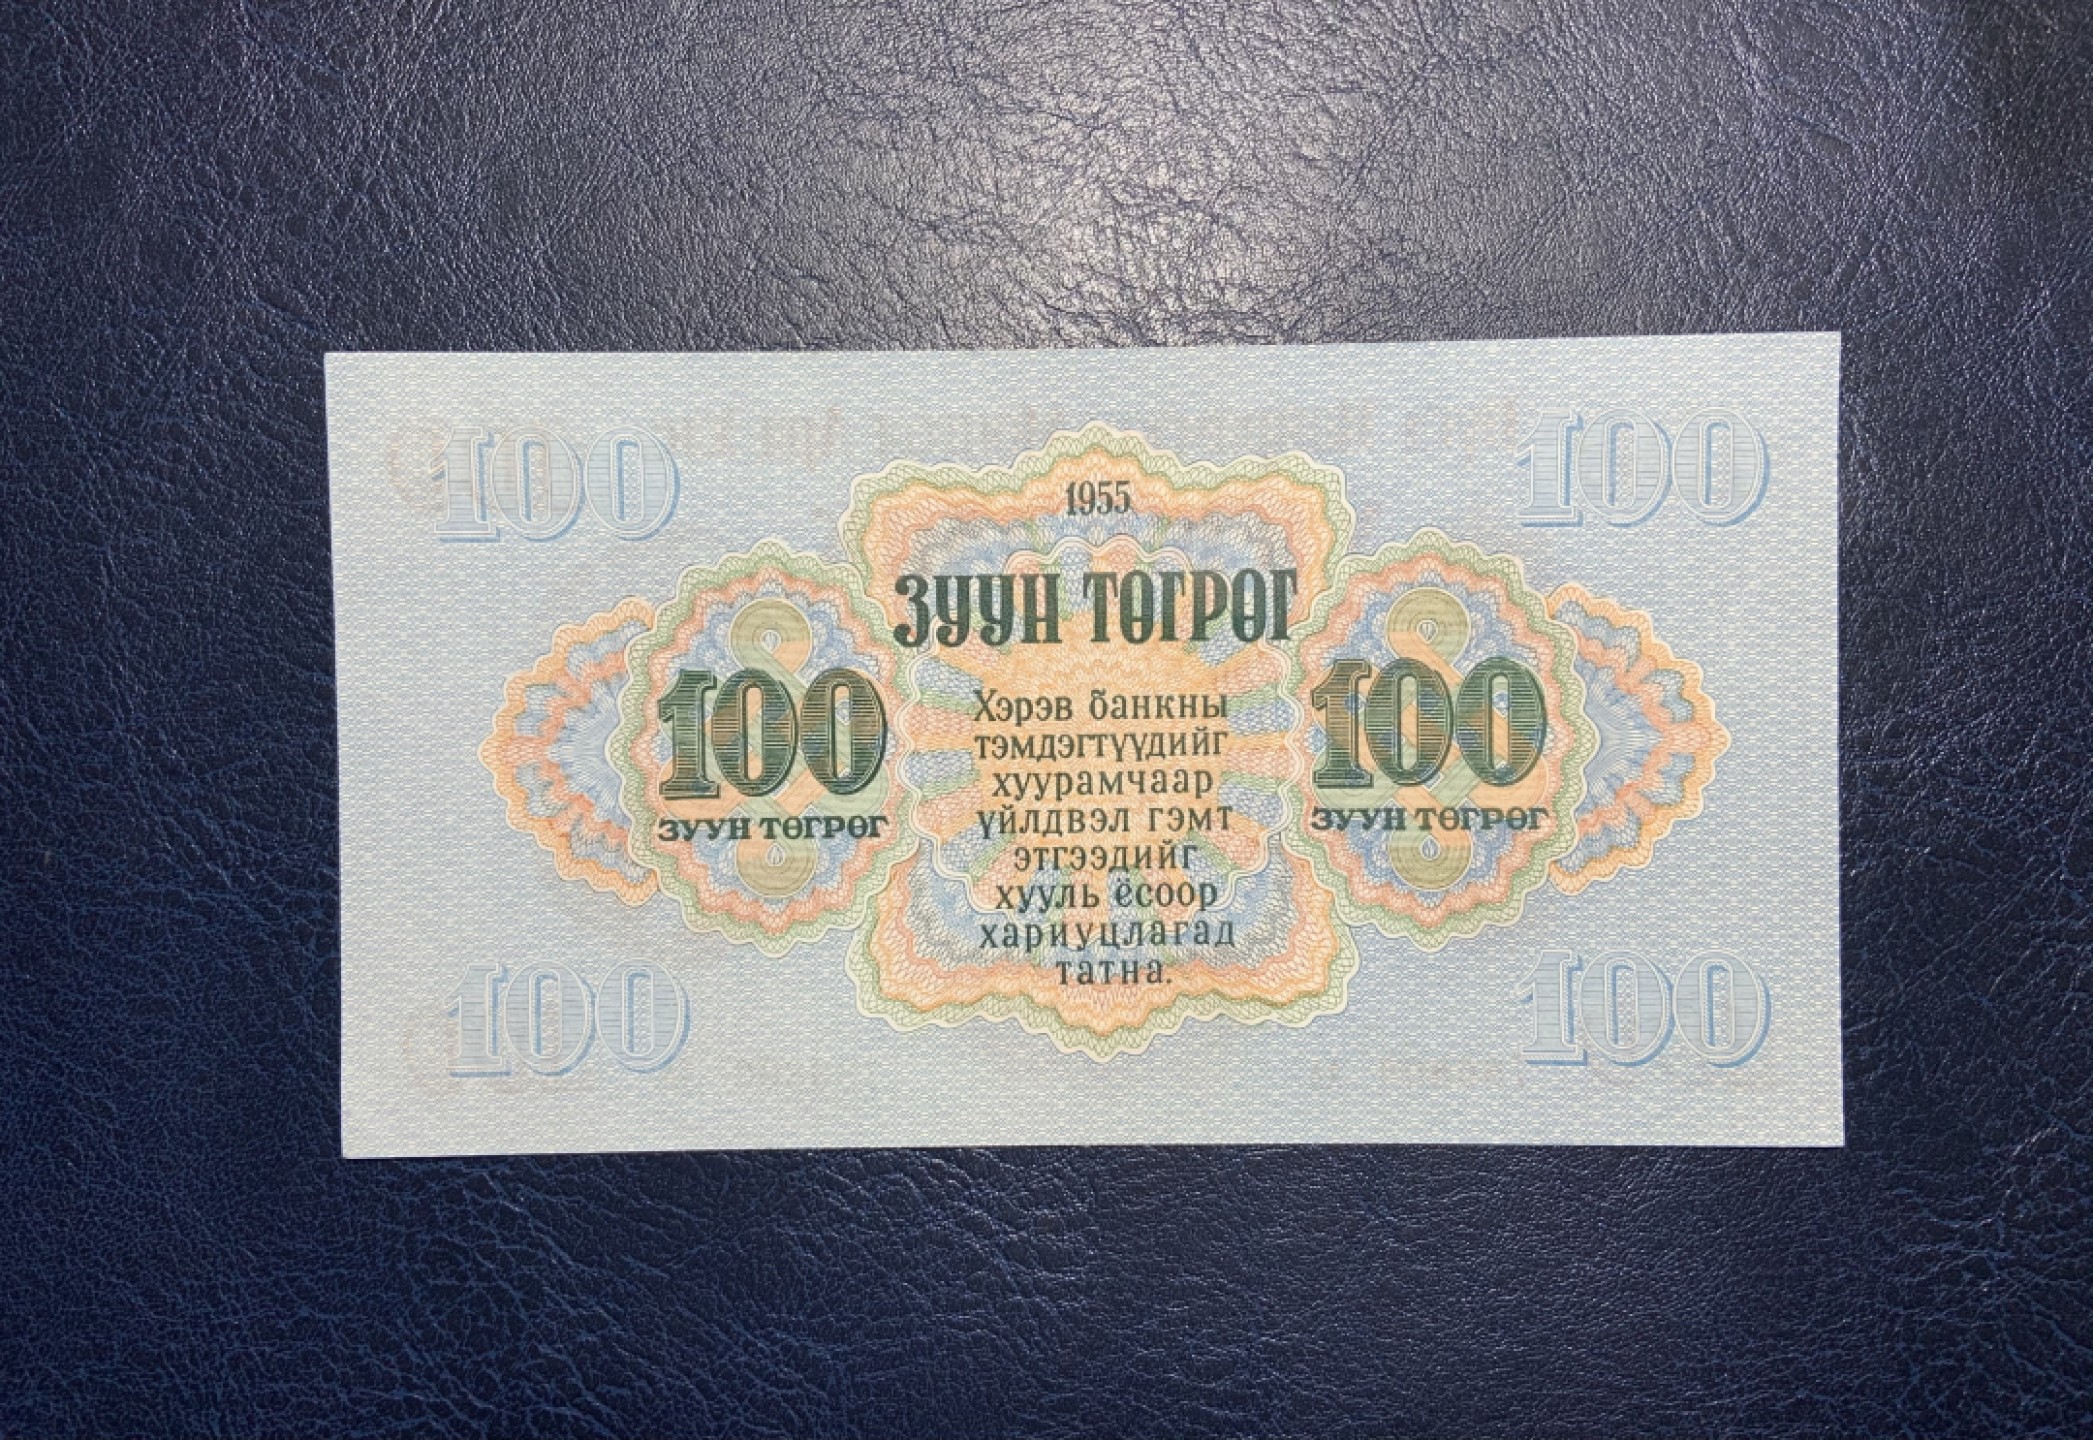 100
100
1955
ЗУУН ТӨГРӨГ
100
ЗУУН ТӨГРӨГ
Хэрэв банкны
тэмдэгтүүдийг
хуурамчаар
үйлдвэл гэмт
этгээдийг
хууль ёсоор
хариуцлагад
татна.
100
ЗУУН ТӨГРӨГ
100
100